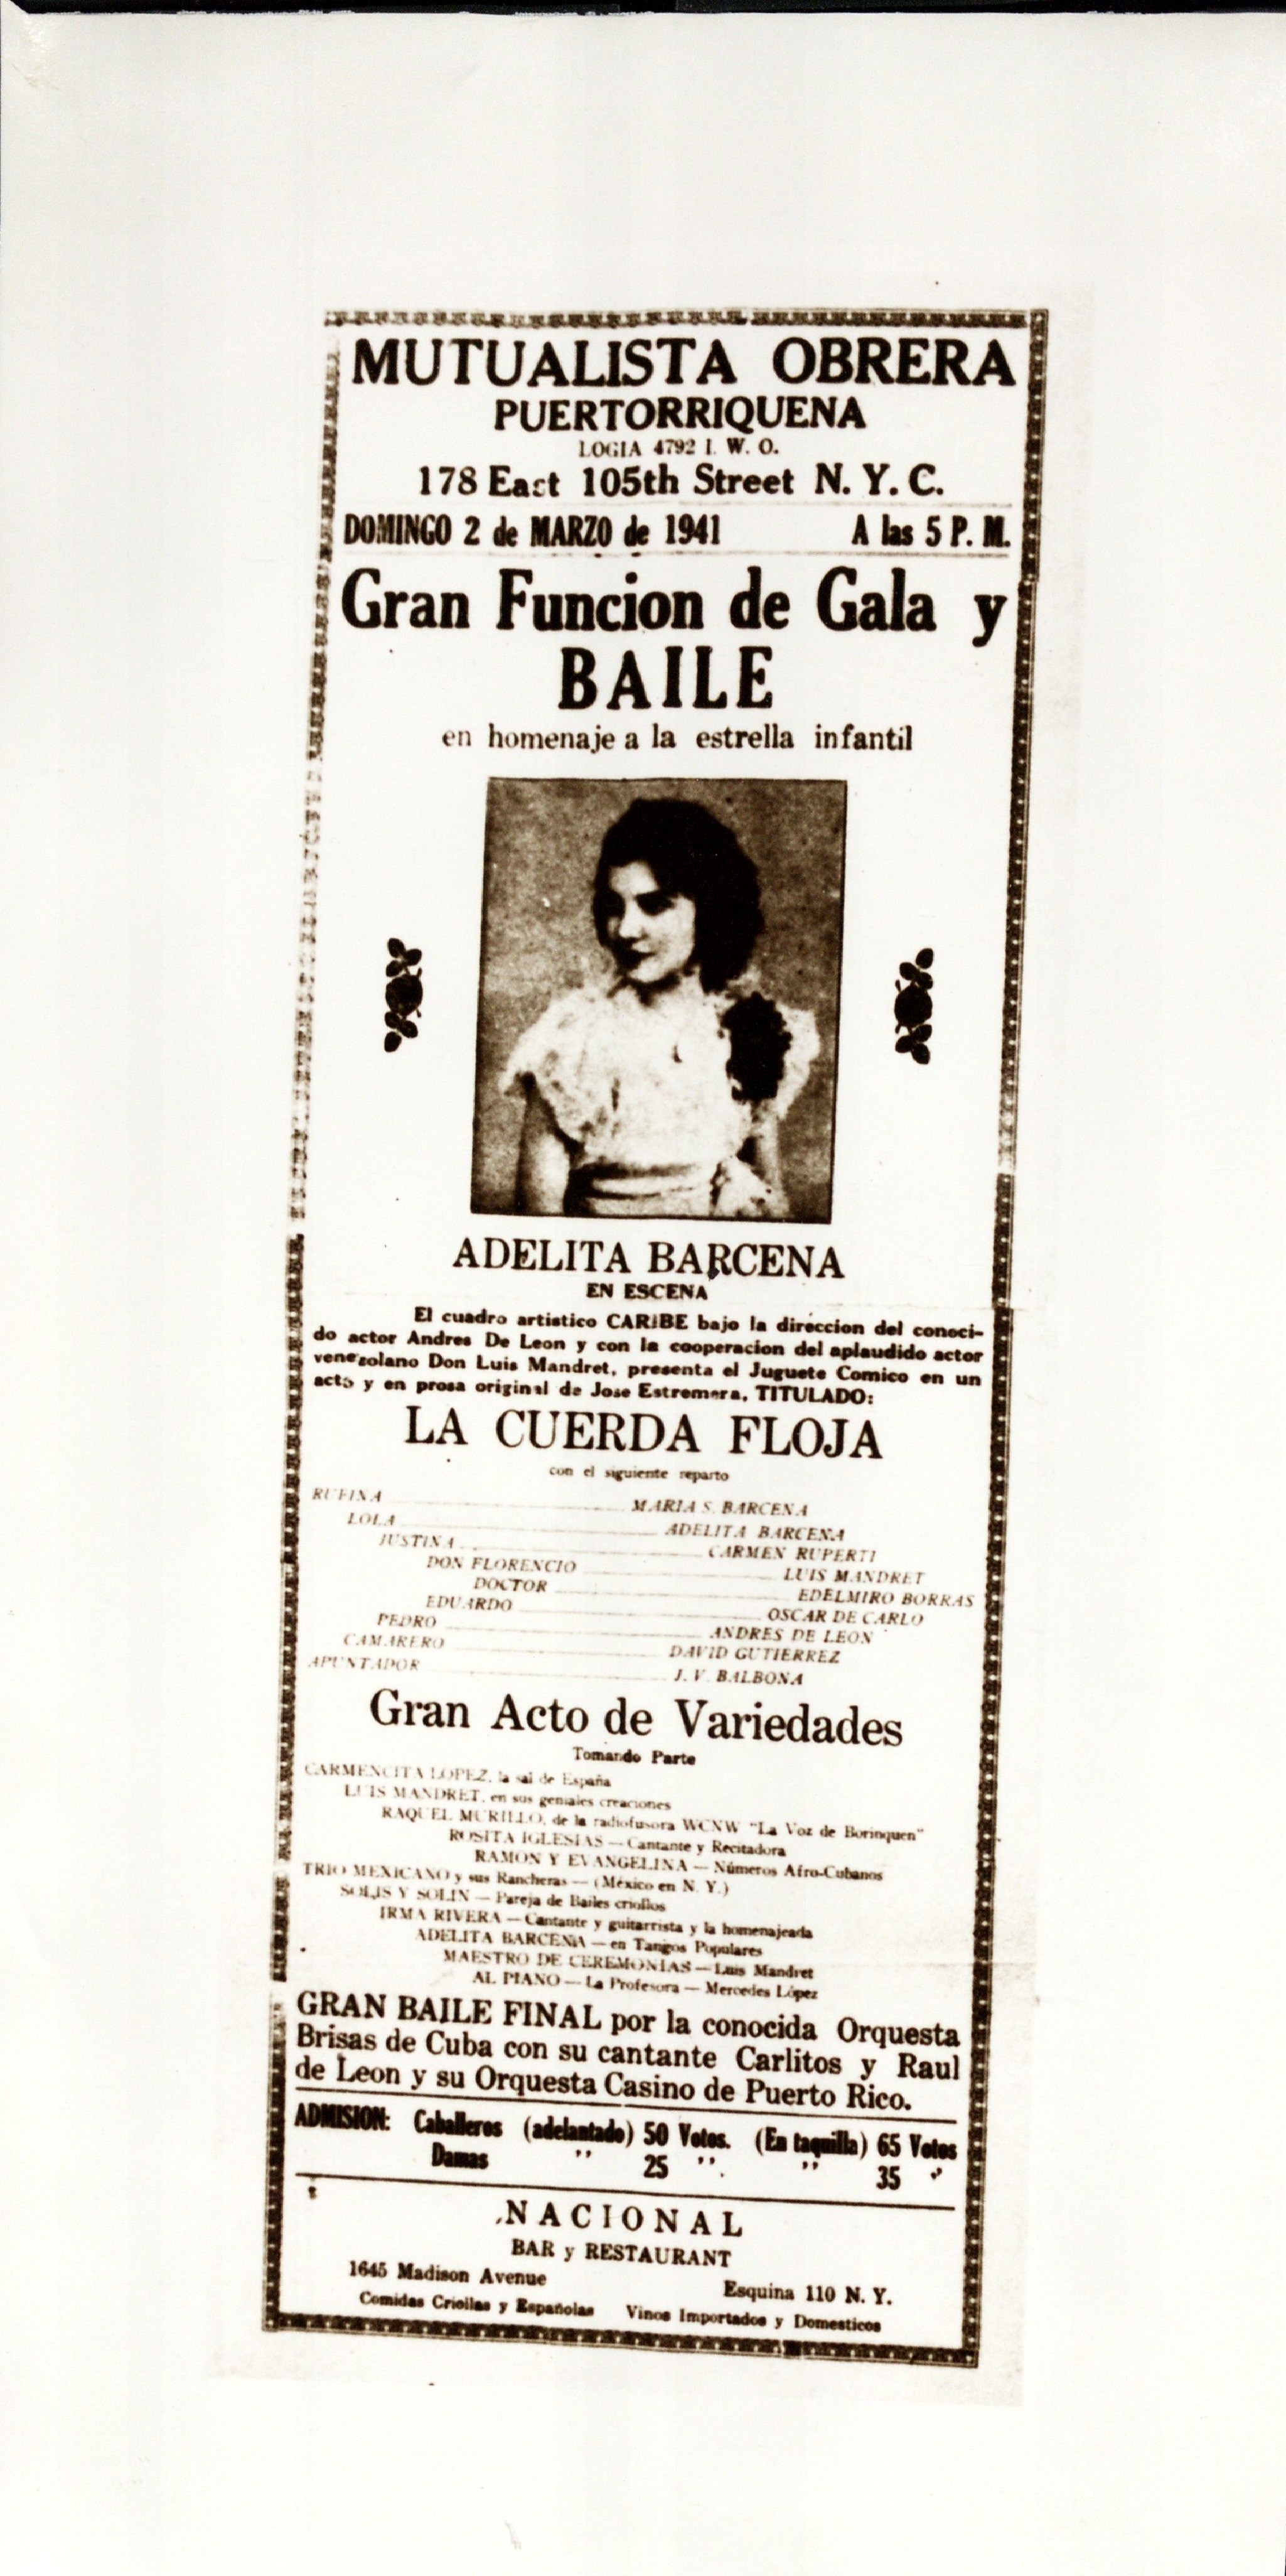 MUTUALISTA OBRERA
PUERTORRIQUENA
LOGIA 4792 I. W. O.
178 East 105th Street N. Y. C.
DOMINGO 2 de MARZO de 1941 A las 5 P. M.
Gran Funcion de Gala y
BAILE
en homenaje a la estrella infantil
ADELITA BARCENA
EN ESCENA
El cuadro artistico CARIBE bajo la direccion del conoci-
do actor Andres De Leon y con la cooperacion del aplaudido actor
venezolano Don Luis Mandret, presenta el Juguete Comico en un
acto y en prosa original de Jose Estremera, TITULADO:
LA CUERDA FLOJA
con el siguiente reparto
RUFINA MARIA S. BARCENA
LOLA ADELITA BARCENA
JUSTINA CARMEN RUPERTI
DON FLORENCIO LUIS MANDRET
DOCTOR EDELMIRO BORRAS
EDUARDO OSCAR DE CARLO
PEDRO ANDRES DE LEON
CAMARERO DAVID GUTIERREZ
APUNTADOR J. V. BALBONA
Gran Acto de Variedades
Tomando Parte
CARMENCITA LOPEZ, la sal de España
LUIS MANDRET, en sus geniales creaciones
RAQUEL MURILLO, de la radiofusora WCNW "La Voz de Borinquen"
ROSITA IGLESIAS — Cantante y Recitadora
RAMON Y EVANGELINA — Números Afro-Cubanos
TRIO MEXICANO y sus Rancheras — (México en N. Y.)
SOLIS Y SOLIN — Pareja de Bailes criollos
IRMA RIVERA — Cantante y guitarrista y la homenajeada
ADELITA BARCENA — en Tangos Populares
MAESTRO DE CEREMONIAS — Luis Mandret
AL PIANO — La Profesora — Mercedes López
GRAN BAILE FINAL por la conocida Orquesta
Brisas de Cuba con su cantante Carlitos y Raul
de Leon y su Orquesta Casino de Puerto Rico.
ADMISION: Caballeros (adelantado) 50 Votos. (En taquilla) 65 Votos
Damas " 25 ". " 35 "
NACIONAL
BAR y RESTAURANT
1645 Madison Avenue Esquina 110 N. Y.
Comidas Criollas y Españolas Vinos Importados y Domesticos